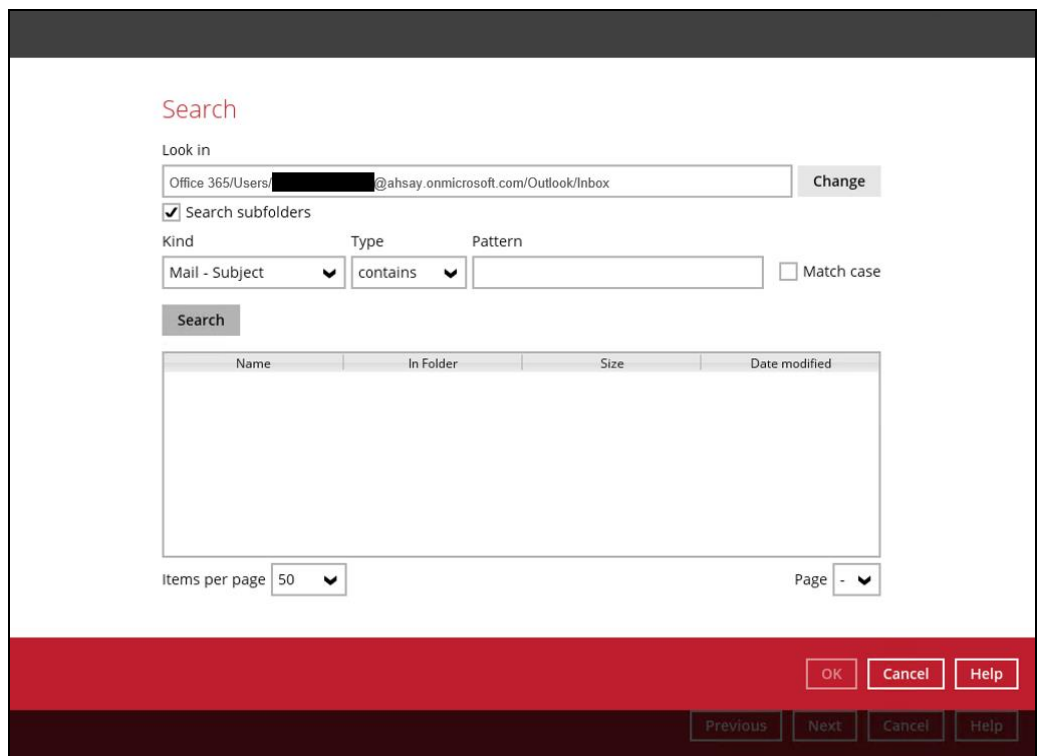 Search
Look in
Office 365/Users/ @ahsay.onmicrosoft.com/Outlook/Inbox Change
Search subfolders
Kind Type Pattern
Mail - Subject contains Match case
Search
Name In Folder Size Date modified
Items per page 50 Page -
OK Cancel Help
Previous Next Cancel Help